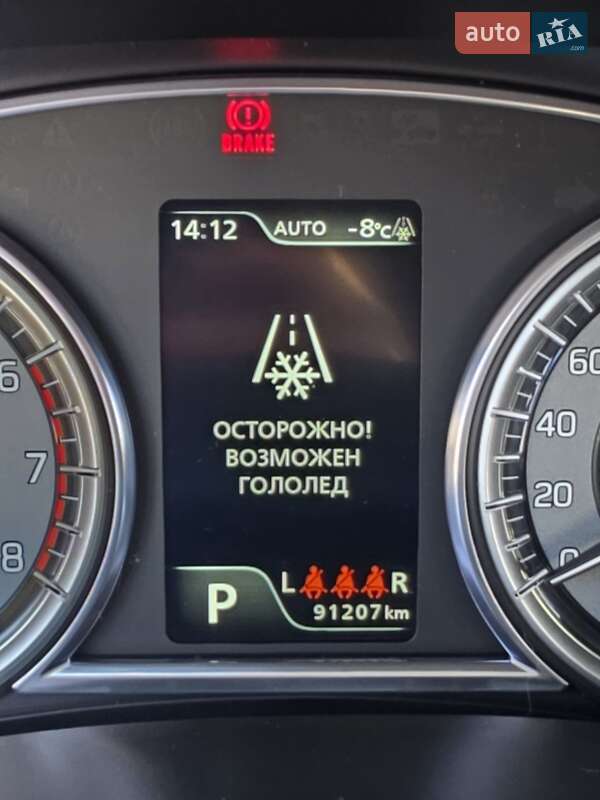 auto RIA
.com
BRAKE
14:12 AUTO -8°C
ОСТОРОЖНО!
ВОЗМОЖЕН
ГОЛОЛЕД
6
7
8
60
40
20
0
L R
P 91207 km